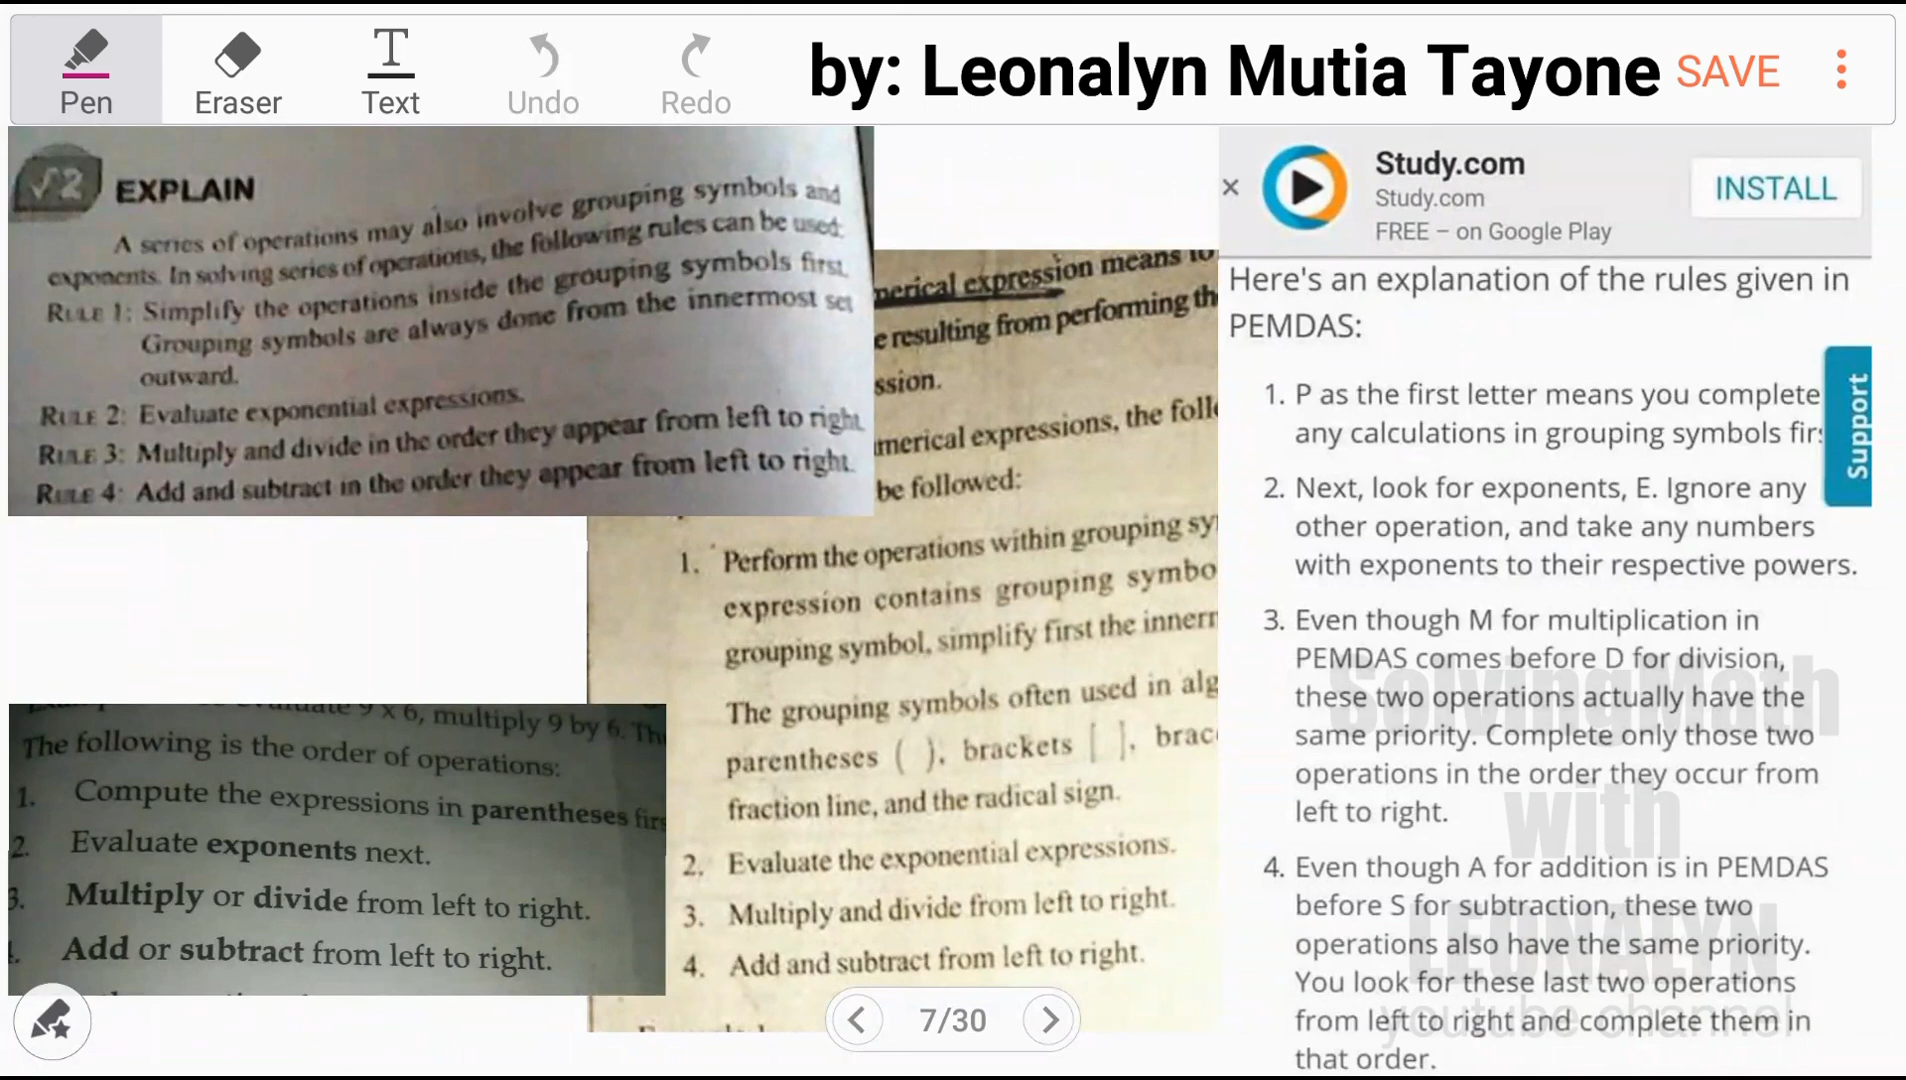 Pen
Eraser
Text
Undo
Redo
by: Leonalyn Mutia Tayone
SAVE
√2 EXPLAIN
A series of operations may also involve grouping symbols and
exponents. In solving series of operations, the following rules can be used:
RULE 1: Simplify the operations inside the grouping symbols first.
Grouping symbols are always done from the innermost set
outward.
RULE 2: Evaluate exponential expressions.
RULE 3: Multiply and divide in the order they appear from left to right.
RULE 4: Add and subtract in the order they appear from left to right.
9 x 6, multiply 9 by 6.
The following is the order of operations:
1. Compute the expressions in parentheses
2. Evaluate exponents next.
3. Multiply or divide from left to right.
Add or subtract from left to right.
merical expression means to
e resulting from performing th
ssion.
merical expressions, the foll
be followed:
1. Perform the operations within grouping sy
expression contains grouping symbo
grouping symbol, simplify first the innerr
The grouping symbols often used in alg
parentheses ( ), brackets [ ], brac
fraction line, and the radical sign.
2. Evaluate the exponential expressions.
3. Multiply and divide from left to right.
4. Add and subtract from left to right.
7/30
Study.com
Study.com
FREE – on Google Play
INSTALL
Here's an explanation of the rules given in
PEMDAS:
1. P as the first letter means you complete
any calculations in grouping symbols fir
2. Next, look for exponents, E. Ignore any
other operation, and take any numbers
with exponents to their respective powers.
3. Even though M for multiplication in
PEMDAS comes before D for division,
these two operations actually have the
same priority. Complete only those two
operations in the order they occur from
left to right.
4. Even though A for addition is in PEMDAS
before S for subtraction, these two
operations also have the same priority.
You look for these last two operations
from left to right and complete them in
that order.
Support
SolvingMath
with
LEONALYN
youtube channel